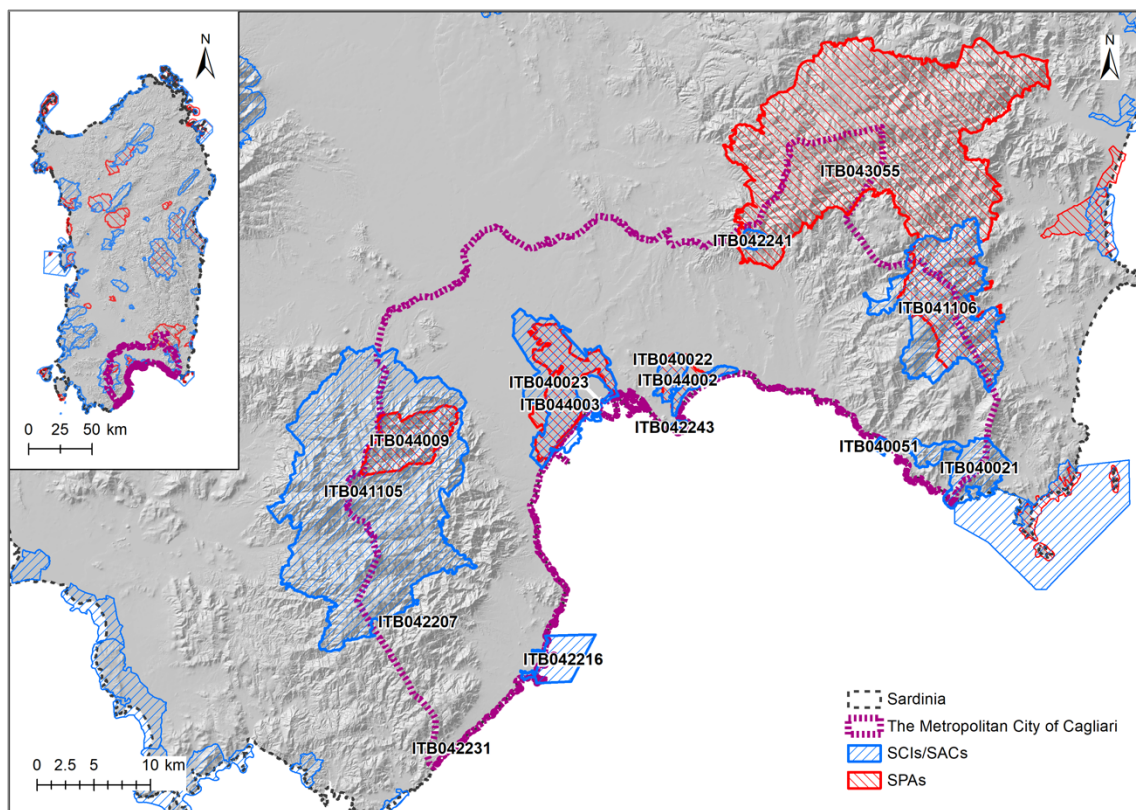 N
N
0 25 50 km
ITB043055
ITB042241
ITB041106
ITB040022
ITB040023
ITB044002
ITB044003
ITB042243
ITB044009
ITB040051
ITB040021
ITB041105
ITB042207
ITB042216
ITB042231
0 2.5 5 10 km
Sardinia
The Metropolitan City of Cagliari
SCIs/SACs
SPAs